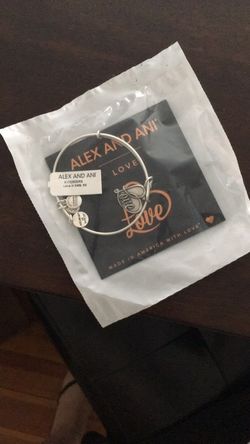 ALEX AND ANI
LOVE
ALEX AND ANI
Love
MADE IN AMERICA WITH LOVE